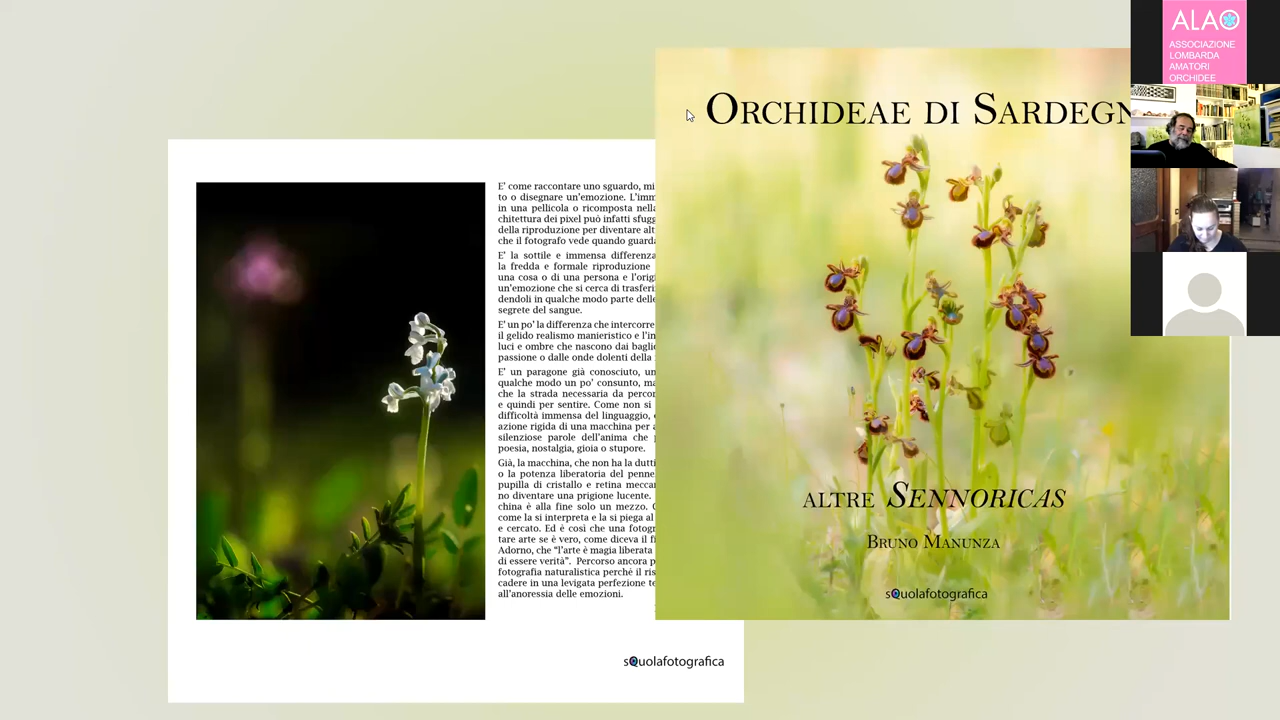 E' come raccontare uno sguardo, mi
to o disegnare un'emozione. L'imm
in una pellicola o ricomposta nella
chitettura dei pixel può infatti sfugg
della riproduzione per diventare alt
che il fotografo vede quando guarda
E' la sottile e immensa differenza
la fredda e formale riproduzione
una cosa o di una persona e l'orig
un'emozione che si cerca di trasferi
dendoli in qualche modo parte delle
segrete del sangue.
E' un po' la differenza che intercorre
il gelido realismo manieristico e l'in
luci e ombre che nascono dai baglio
passione o dalle onde dolenti della
E' un paragone già conosciuto, un
qualche modo un po' consunto, ma
che la strada necessaria da percor
e quindi per sentire. Come non si
difficoltà immensa del linguaggio,
azione rigida di una macchina per a
silenziose parole dell'anima che p
poesia, nostalgia, gioia o stupore.
Già, la macchina, che non ha la dutti
o la potenza liberatoria del penne
pupilla di cristallo e retina meccan
no diventare una prigione lucente.
china è alla fine solo un mezzo. C
come la si interpreta e la si piega al
e cercato. Ed è così che una fotogr
tare arte se è vero, come diceva il fi
Adorno, che "l'arte è magia liberata
di essere verità". Percorso ancora p
fotografia naturalistica perchè il ris
cadere in una levigata perfezione te
all'anoressia delle emozioni.
sQuolafotografica
Orchideae di Sardegn
altre Sennoricas
Bruno Manunza
sQuolafotografica
ALAO
ASSOCIAZIONE
LOMBARDA
AMATORI
ORCHIDEE